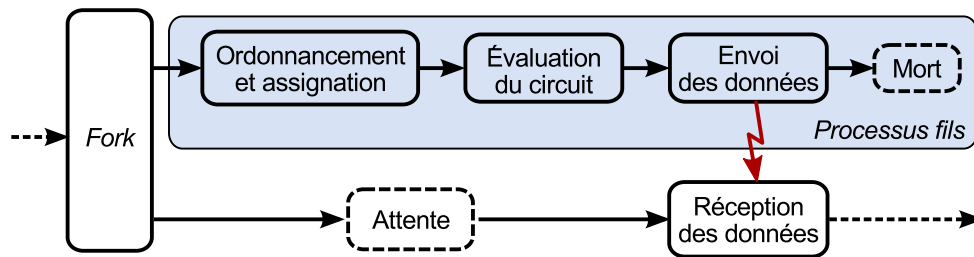 Fork
Ordonnancement
et assignation
Évaluation
du circuit
Envoi
des données
Mort
Processus fils
Attente
Réception
des données